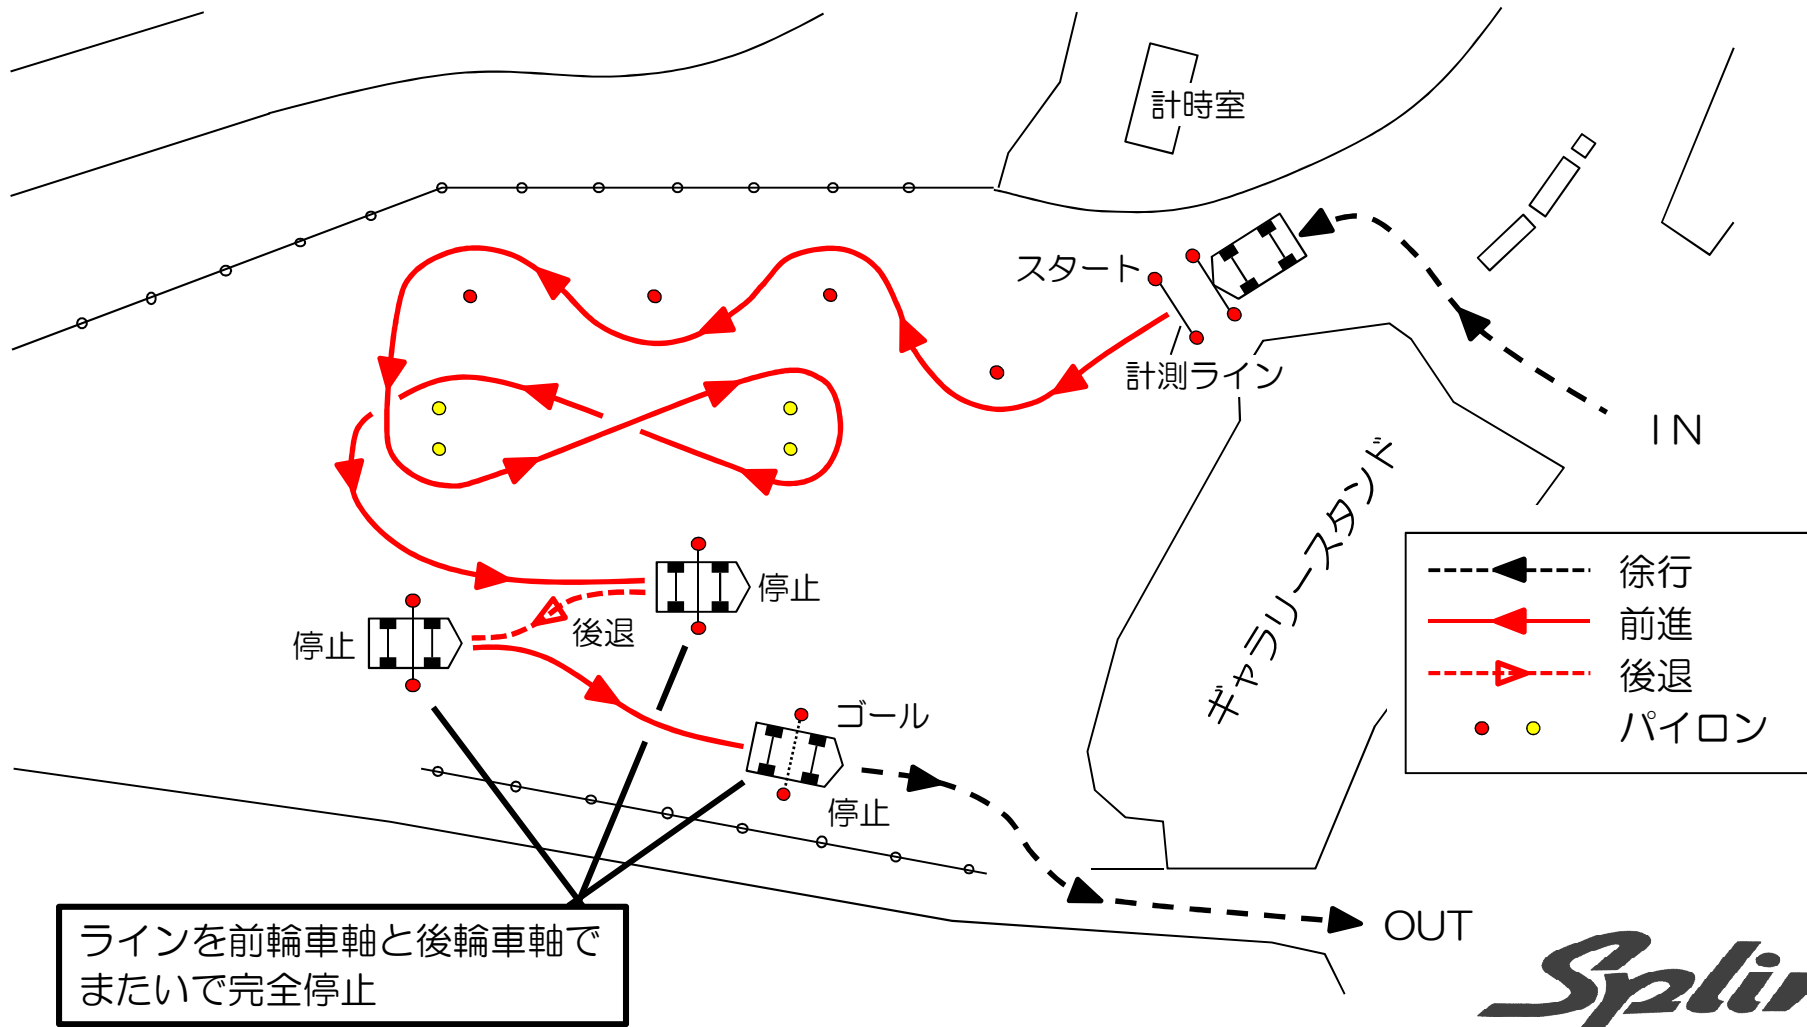 計時室
スタート
計測ライン
IN
ギャラリースタンド
徐行
前進
後退
パイロン
停止
後退
停止
ゴール
停止
OUT
ラインを前輪車軸と後輪車軸で
またいで完全停止